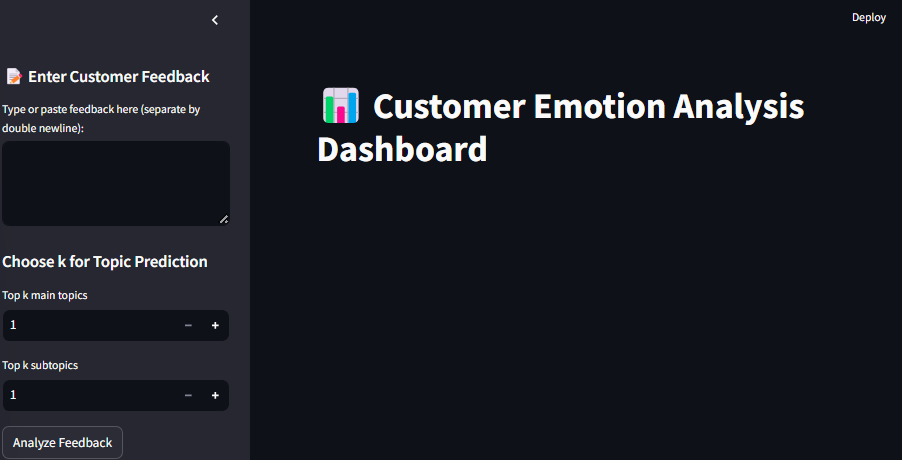 Deploy
Enter Customer Feedback
Type or paste feedback here (separate by
double newline):
Choose k for Topic Prediction
Top k main topics
1
Top k subtopics
1
Analyze Feedback
Customer Emotion Analysis
Dashboard